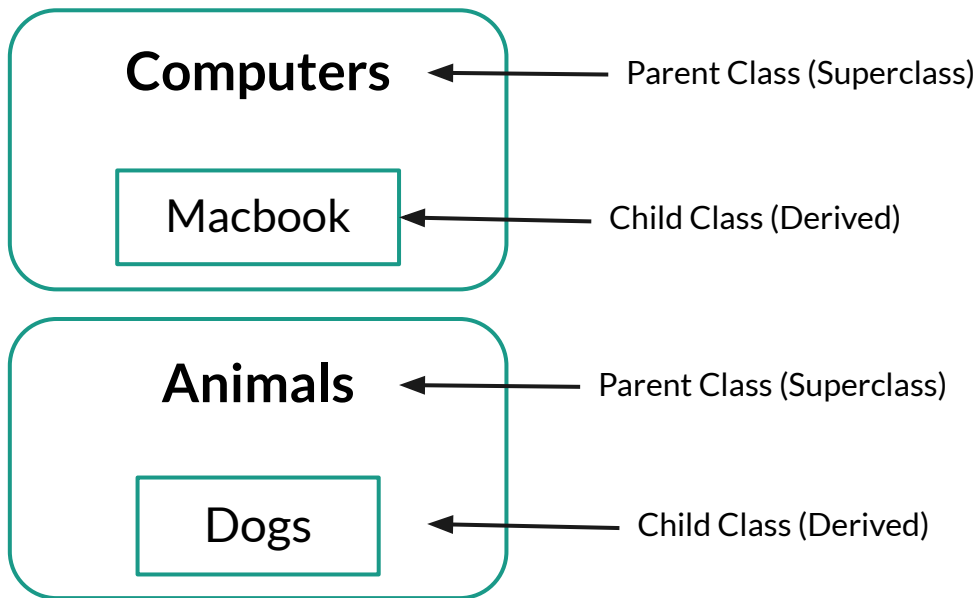 Computers
Parent Class (Superclass)
Macbook
Child Class (Derived)
Animals
Parent Class (Superclass)
Dogs
Child Class (Derived)